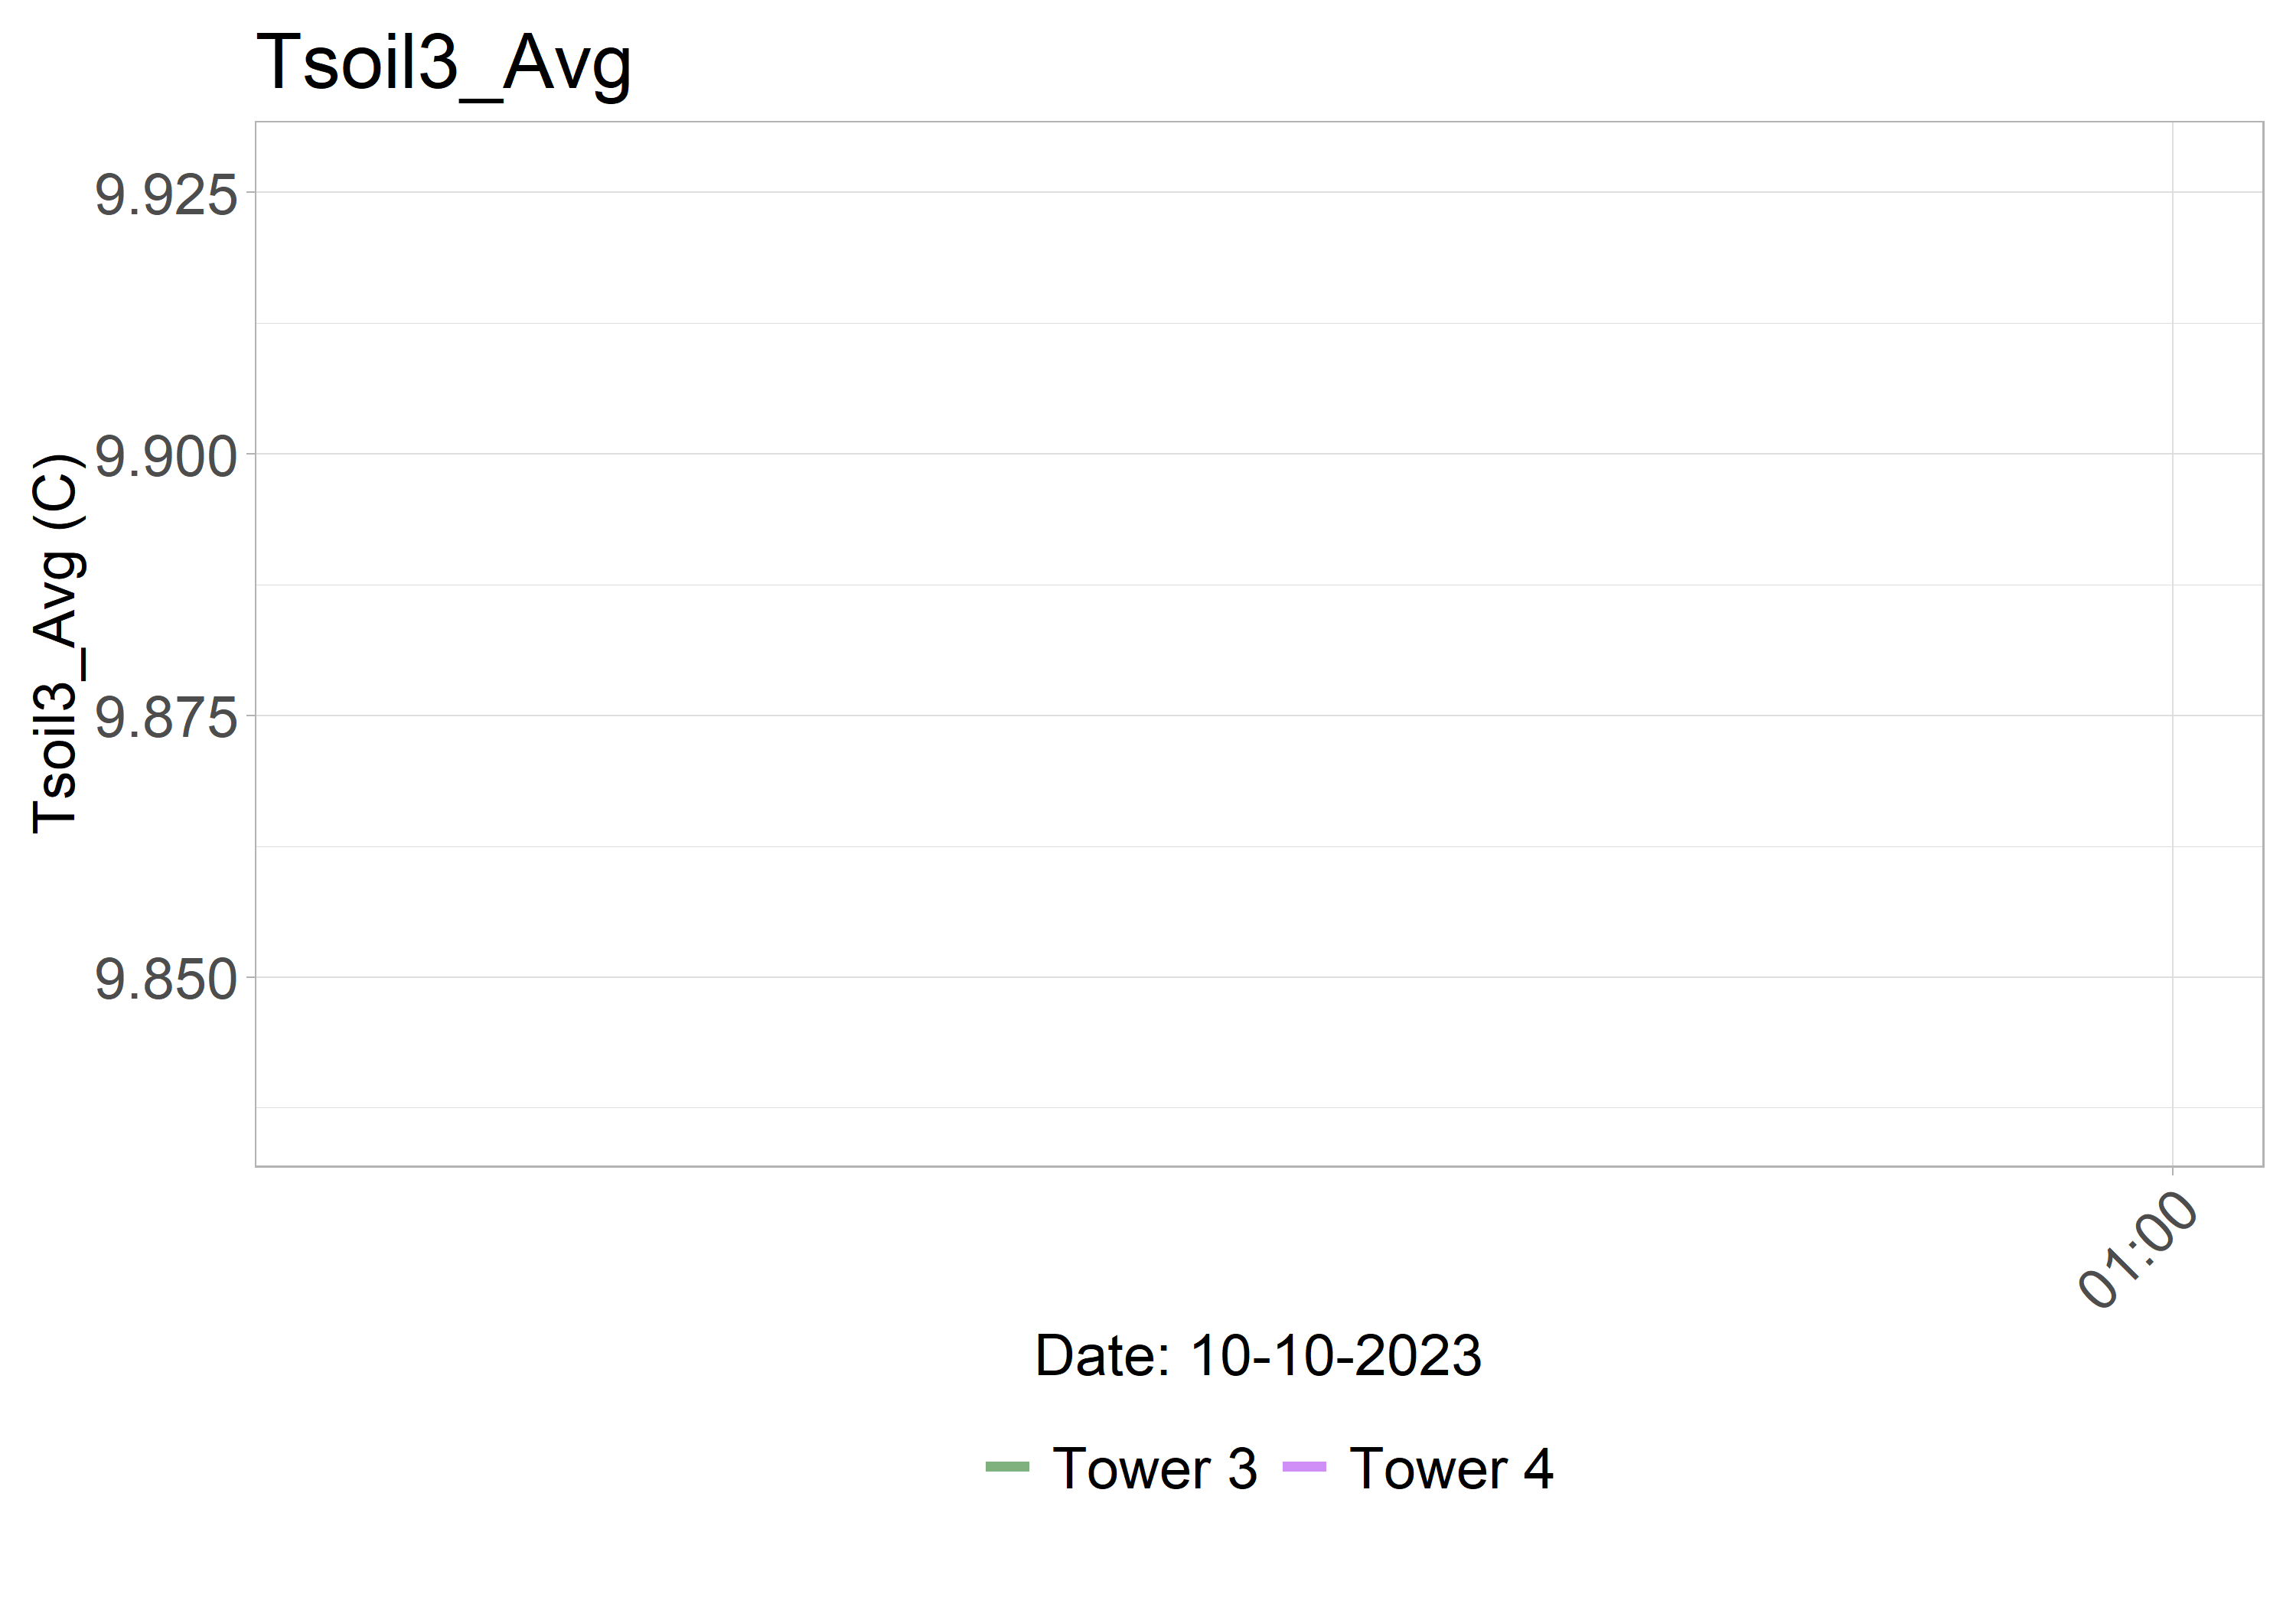 Tsoil3_Avg
Tsoil3_Avg (C)
9.925
9.900
9.875
9.850
01:00
Date: 10-10-2023
Tower 3 Tower 4